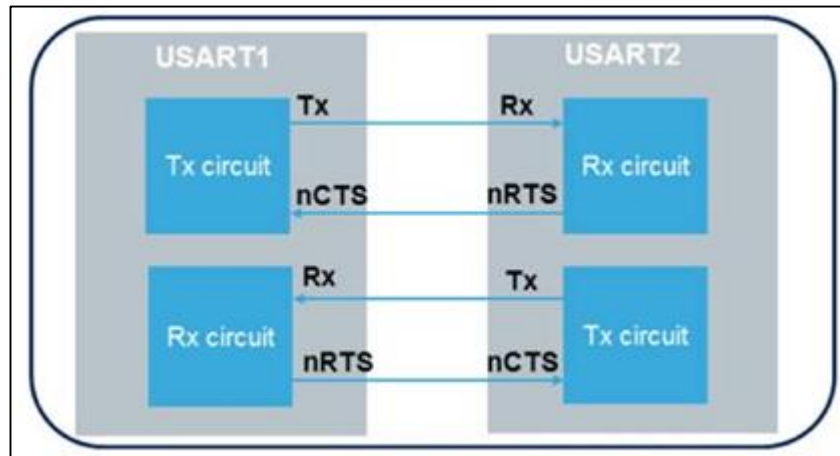 USART1 USART2
Tx Rx
Tx circuit Rx circuit
nCTS nRTS
Rx Tx
Rx circuit Tx circuit
nRTS nCTS